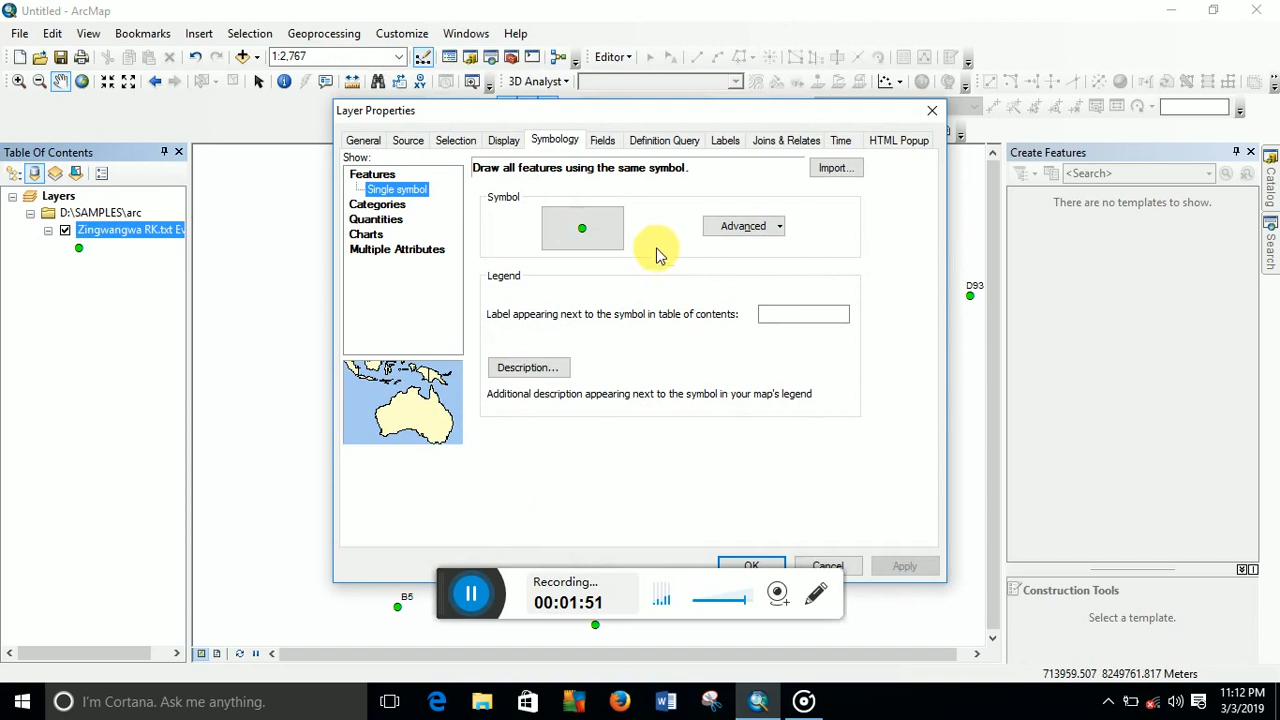 Untitled - ArcMap
File Edit View Bookmarks Insert Selection Geoprocessing Customize Windows Help
1:2,767 Editor
3D Analyst
Table Of Contents
Layers
D:\SAMPLES\arc
Zingwangwa RK.txt Ev
Layer Properties
General Source Selection Display Symbology Fields Definition Query Labels Joins & Relates Time HTML Popup
Show:
Features
Single symbol
Categories
Quantities
Charts
Multiple Attributes
Draw all features using the same symbol.
Import...
Symbol
Advanced
Legend
Label appearing next to the symbol in table of contents:
Description...
Additional description appearing next to the symbol in your map's legend
OK Cancel Apply
Recording...
00:01:51
D93
B5
Create Features
<Search>
There are no templates to show.
Construction Tools
Select a template.
Catalog
Search
713959.507 8249761.817 Meters
I'm Cortana. Ask me anything.
11:12 PM
3/3/2019